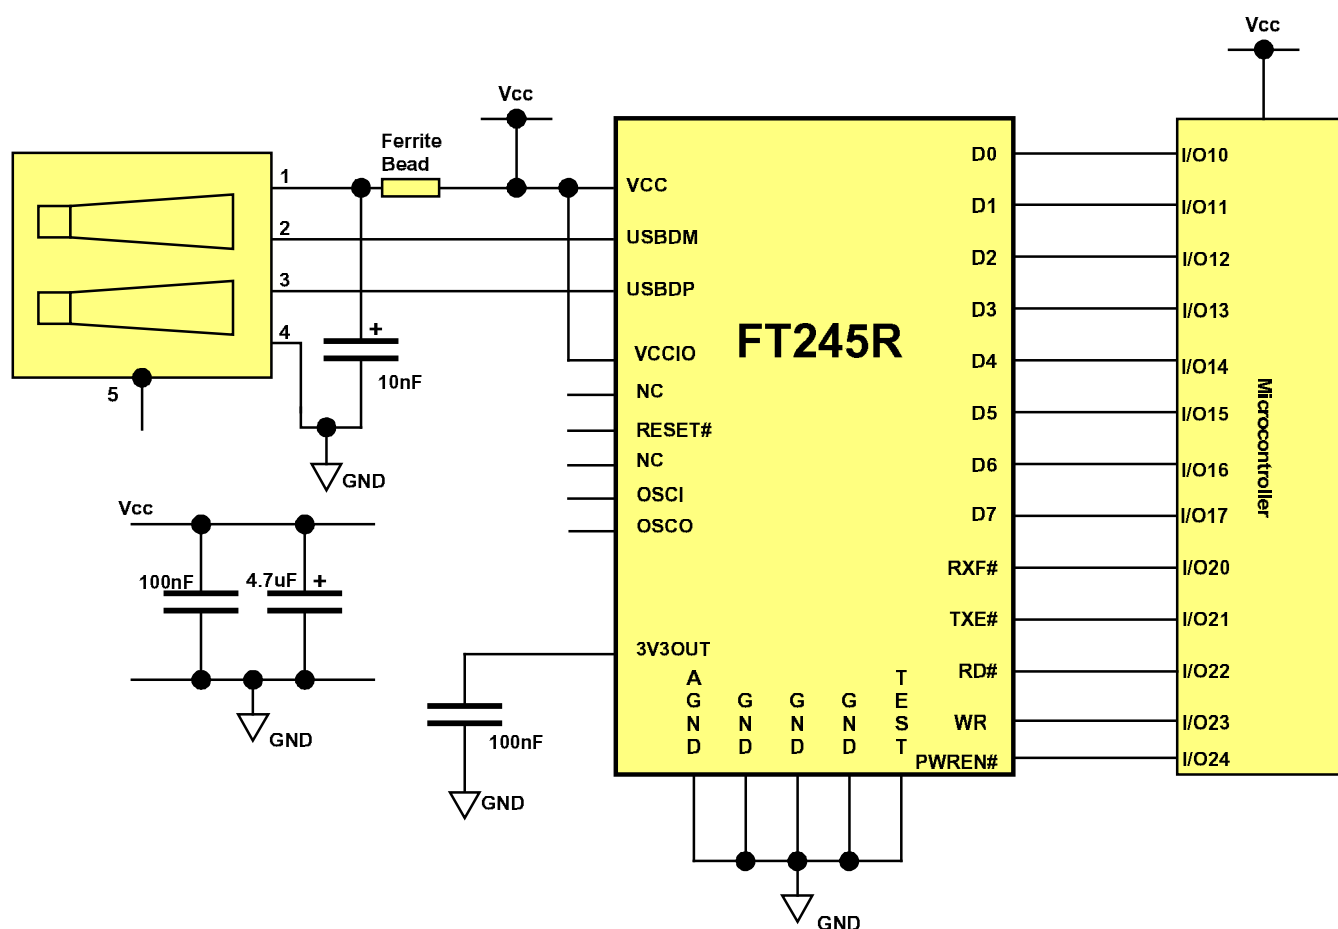 Vcc
Vcc
Ferrite
Bead
1
2
3
4
5
10nF
GND
Vcc
100nF
4.7uF
+
+
GND
VCC
USBDM
USBDP
VCCIO
NC
RESET#
NC
OSCI
OSCO
3V3OUT
100nF
GND
FT245R
AGND
GND
GND
GND
TEST
GND
D0
D1
D2
D3
D4
D5
D6
D7
RXF#
TXE#
RD#
WR
PWREN#
I/O10
I/O11
I/O12
I/O13
I/O14
I/O15
I/O16
I/O17
I/O20
I/O21
I/O22
I/O23
I/O24
Microcontroller